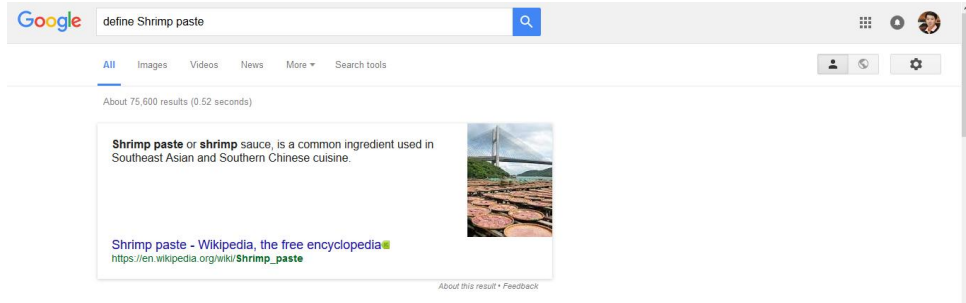 Google define Shrimp paste
All Images Videos News More Search tools
About 75,600 results (0.52 seconds)
Shrimp paste or shrimp sauce, is a common ingredient used in
Southeast Asian and Southern Chinese cuisine.
Shrimp paste - Wikipedia, the free encyclopedia
https://en.wikipedia.org/wiki/Shrimp_paste
About this result • Feedback